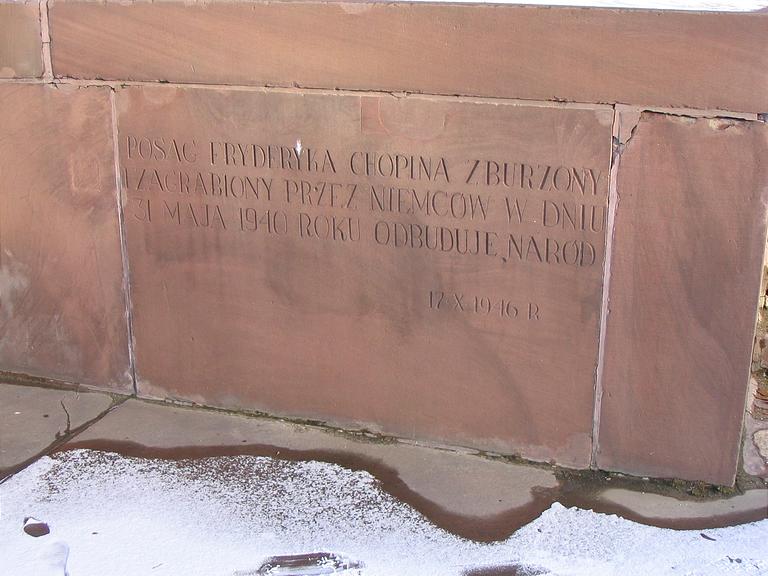 POSĄG FRYDERYKA CHOPINA ZBURZONY
I ZAGRABIONY PRZEZ NIEMCÓW W DNIU
31 MAJA 1940 ROKU ODBUDUJE NARÓD
17 X 1946 R